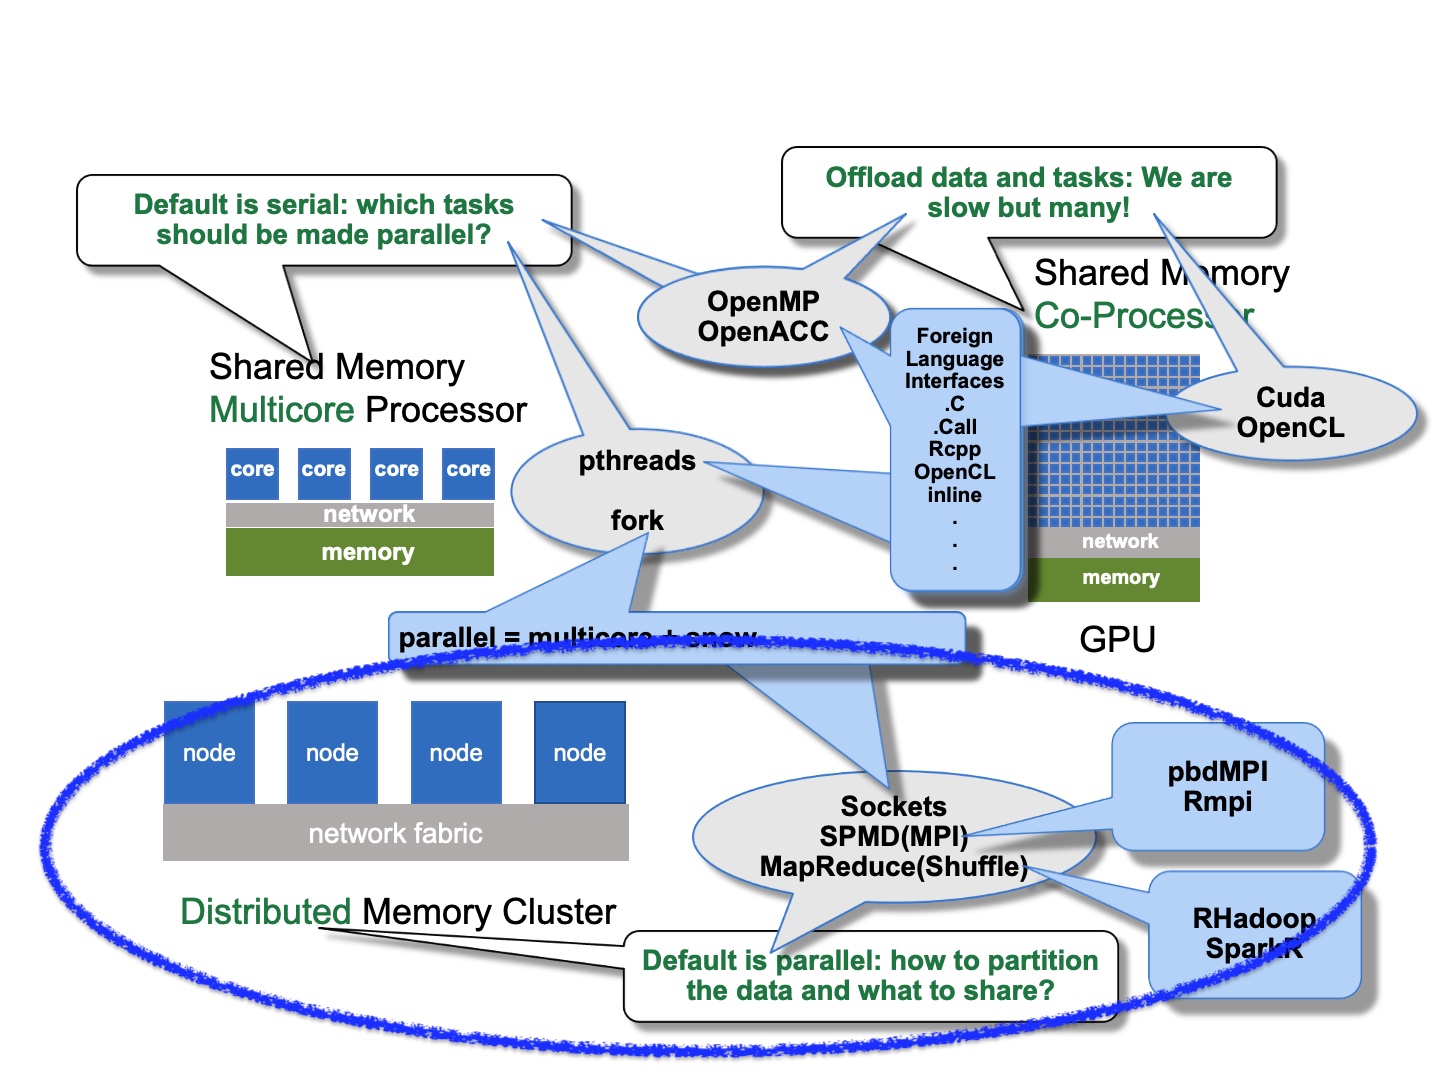 Default is serial: which tasks
should be made parallel?
Offload data and tasks: We are
slow but many!
Shared Memory
Co-Processor
OpenMP
OpenACC
Foreign
Language
Interfaces
.C
.Call
Rcpp
OpenCL
inline
.
.
.
Shared Memory
Multicore Processor
Cuda
OpenCL
core core core core
network
memory
pthreads
fork
network
memory
GPU
parallel = multicore + snow
node node node node
network fabric
Distributed Memory Cluster
Sockets
SPMD(MPI)
MapReduce(Shuffle)
pbdMPI
Rmpi
RHadoop
SparkR
Default is parallel: how to partition
the data and what to share?